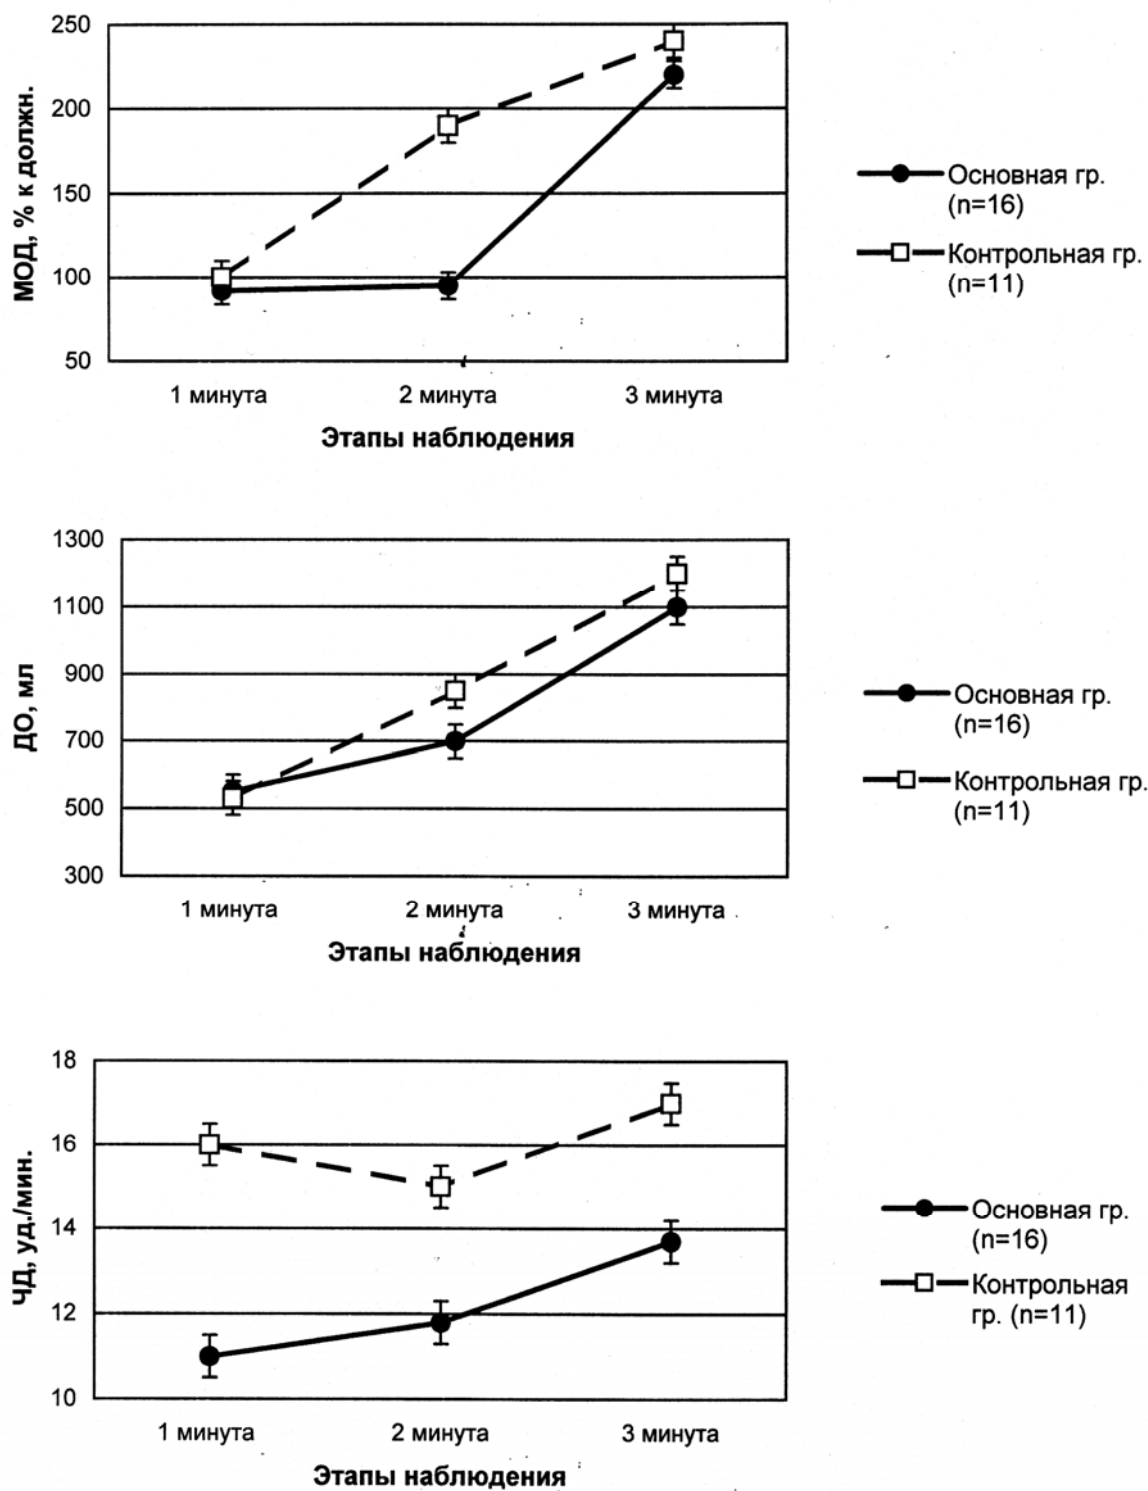 МОД, % к должн.
250
200
150
100
50
1 минута 2 минута 3 минута
Этапы наблюдения
Основная гр.
(n=16)
Контрольная гр.
(n=11)
ДО, мл
1300
1100
900
700
500
300
1 минута 2 минута 3 минута
Этапы наблюдения
Основная гр.
(n=16)
Контрольная гр.
(n=11)
ЧД, уд./мин.
18
16
14
12
10
1 минута 2 минута 3 минута
Этапы наблюдения
Основная гр.
(n=16)
Контрольная
гр. (n=11)